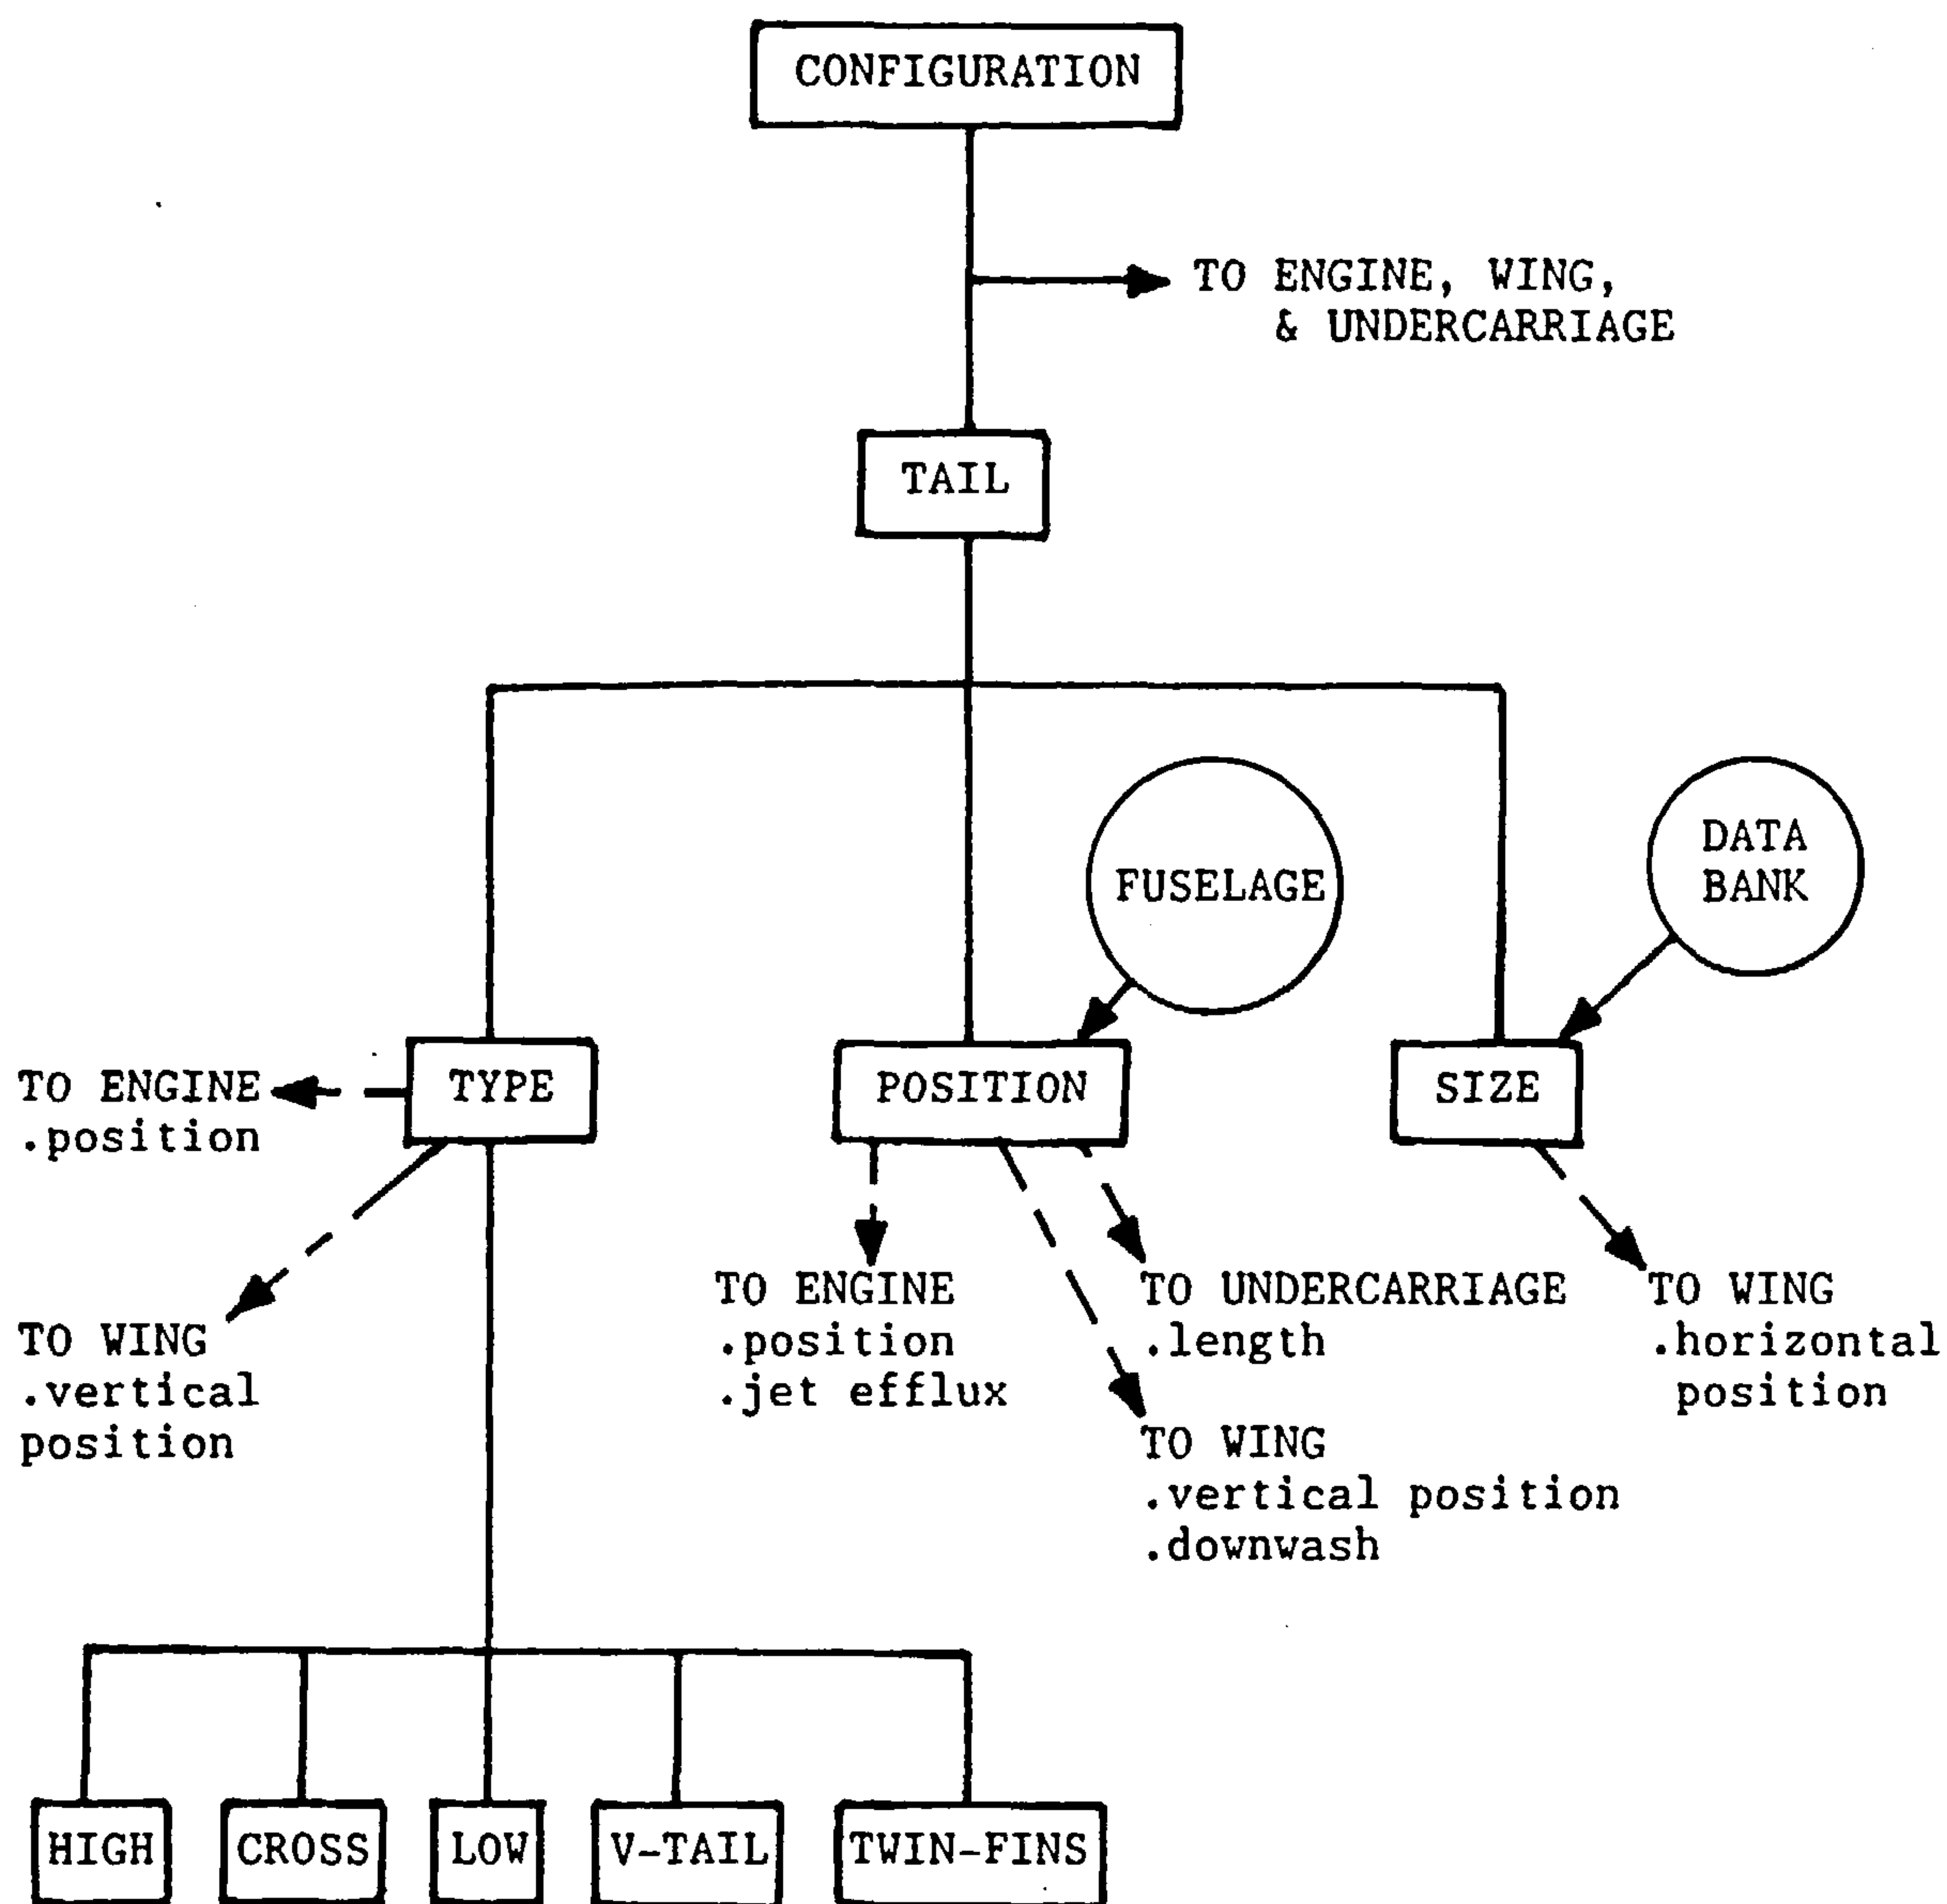 CONFIGURATION
TO ENGINE, WING,
& UNDERCARRIAGE
TAIL
FUSELAGE
DATA
BANK
TYPE
POSITION
SIZE
TO ENGINE
.position
TO WING
.vertical
position
TO ENGINE
.position
.jet efflux
TO UNDERCARRIAGE
.length
TO WING
.vertical position
.downwash
TO WING
.horizontal
position
HIGH
CROSS
LOW
V-TAIL
TWIN-FINS